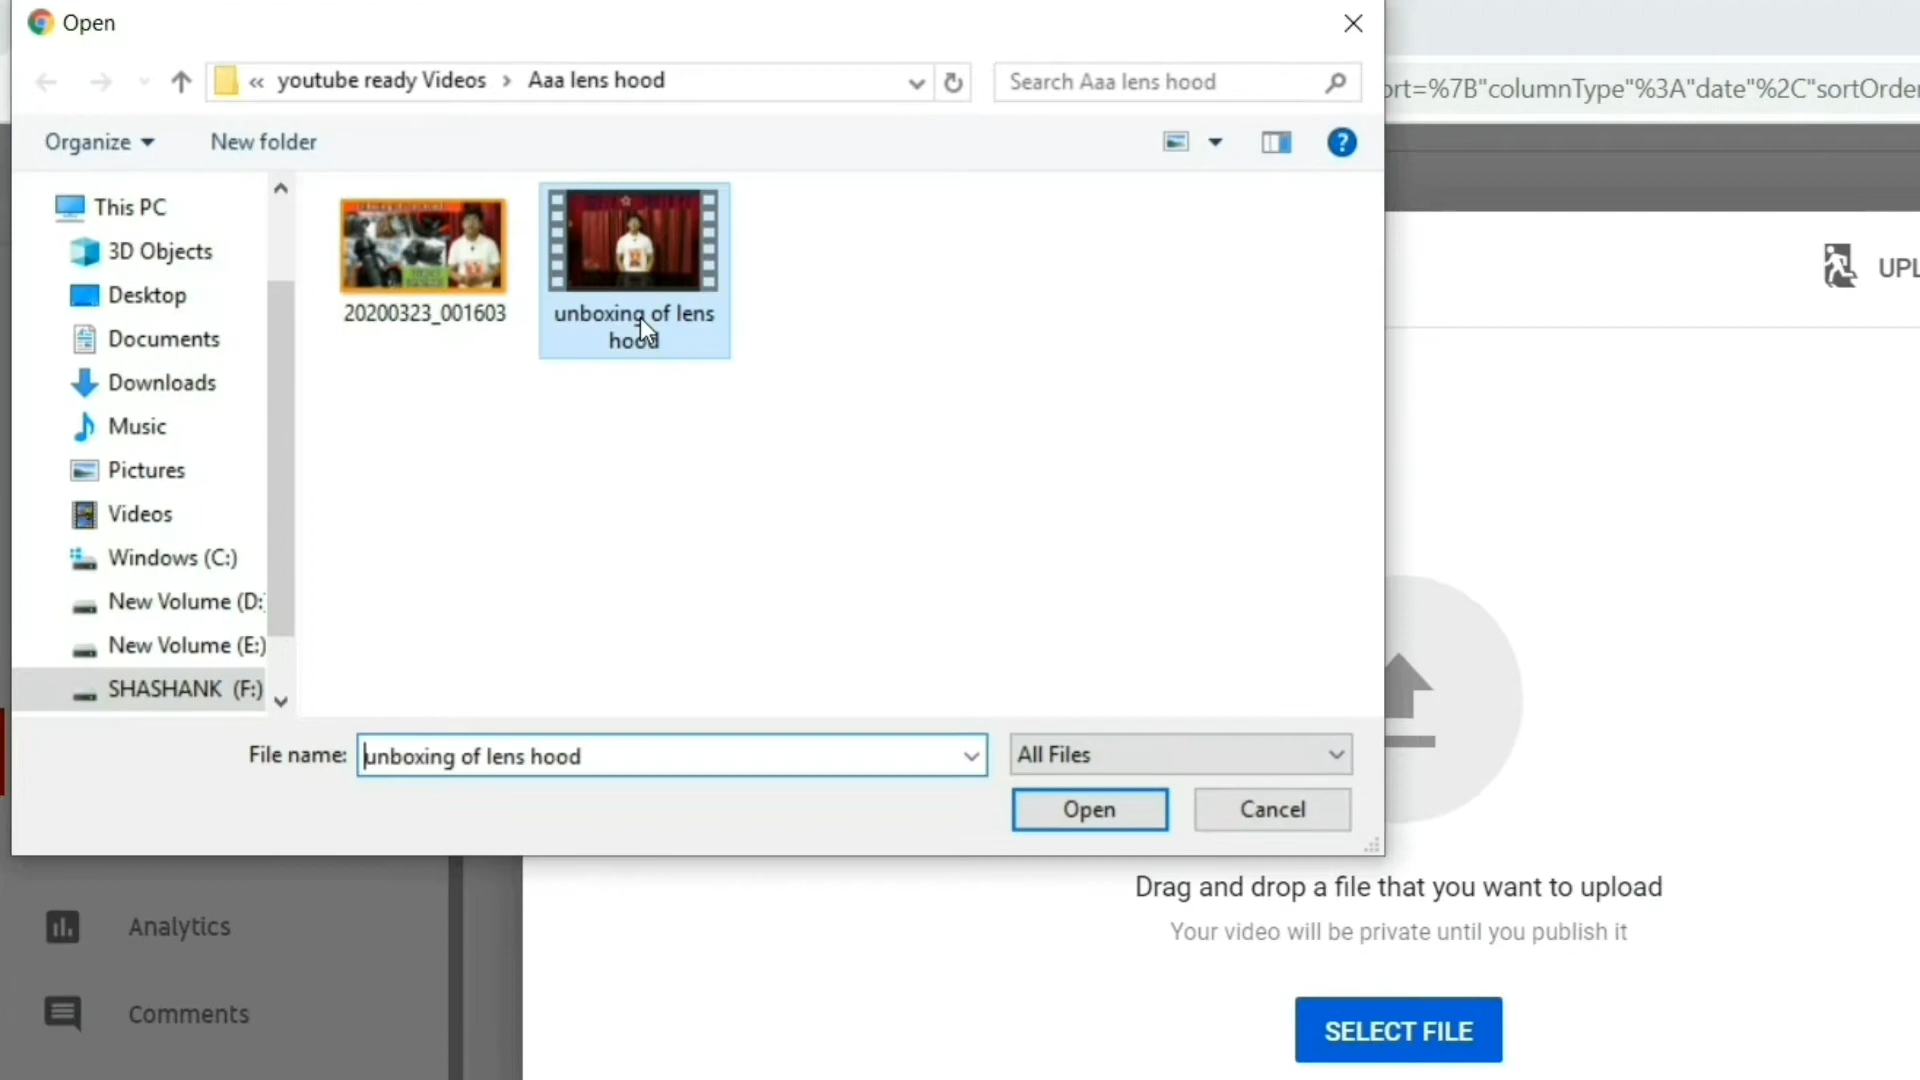 Open
« youtube ready Videos › Aaa lens hood
Search Aaa lens hood
ort=%7B"columnType"%3A"date"%2C"sortOrder
Organize
New folder
?
This PC
3D Objects
Desktop
Documents
Downloads
Music
Pictures
Videos
Windows (C:)
New Volume (D:
New Volume (E:)
SHASHANK (F:)
20200323_001603
unboxing of lens
hood
UPL
File name: unboxing of lens hood
All Files
Open
Cancel
Drag and drop a file that you want to upload
Your video will be private until you publish it
SELECT FILE
Analytics
Comments